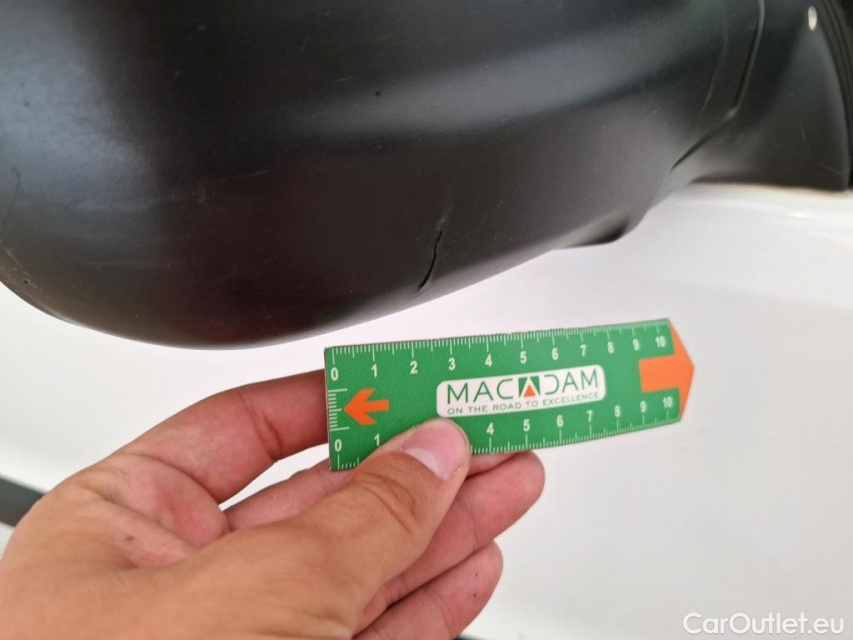 0 1 2 3 4 5 6 7 8 9 10
MACADAM
ON THE ROAD TO EXCELLENCE
0 1 4 5 6 7 8 9 10
CarOutlet.eu